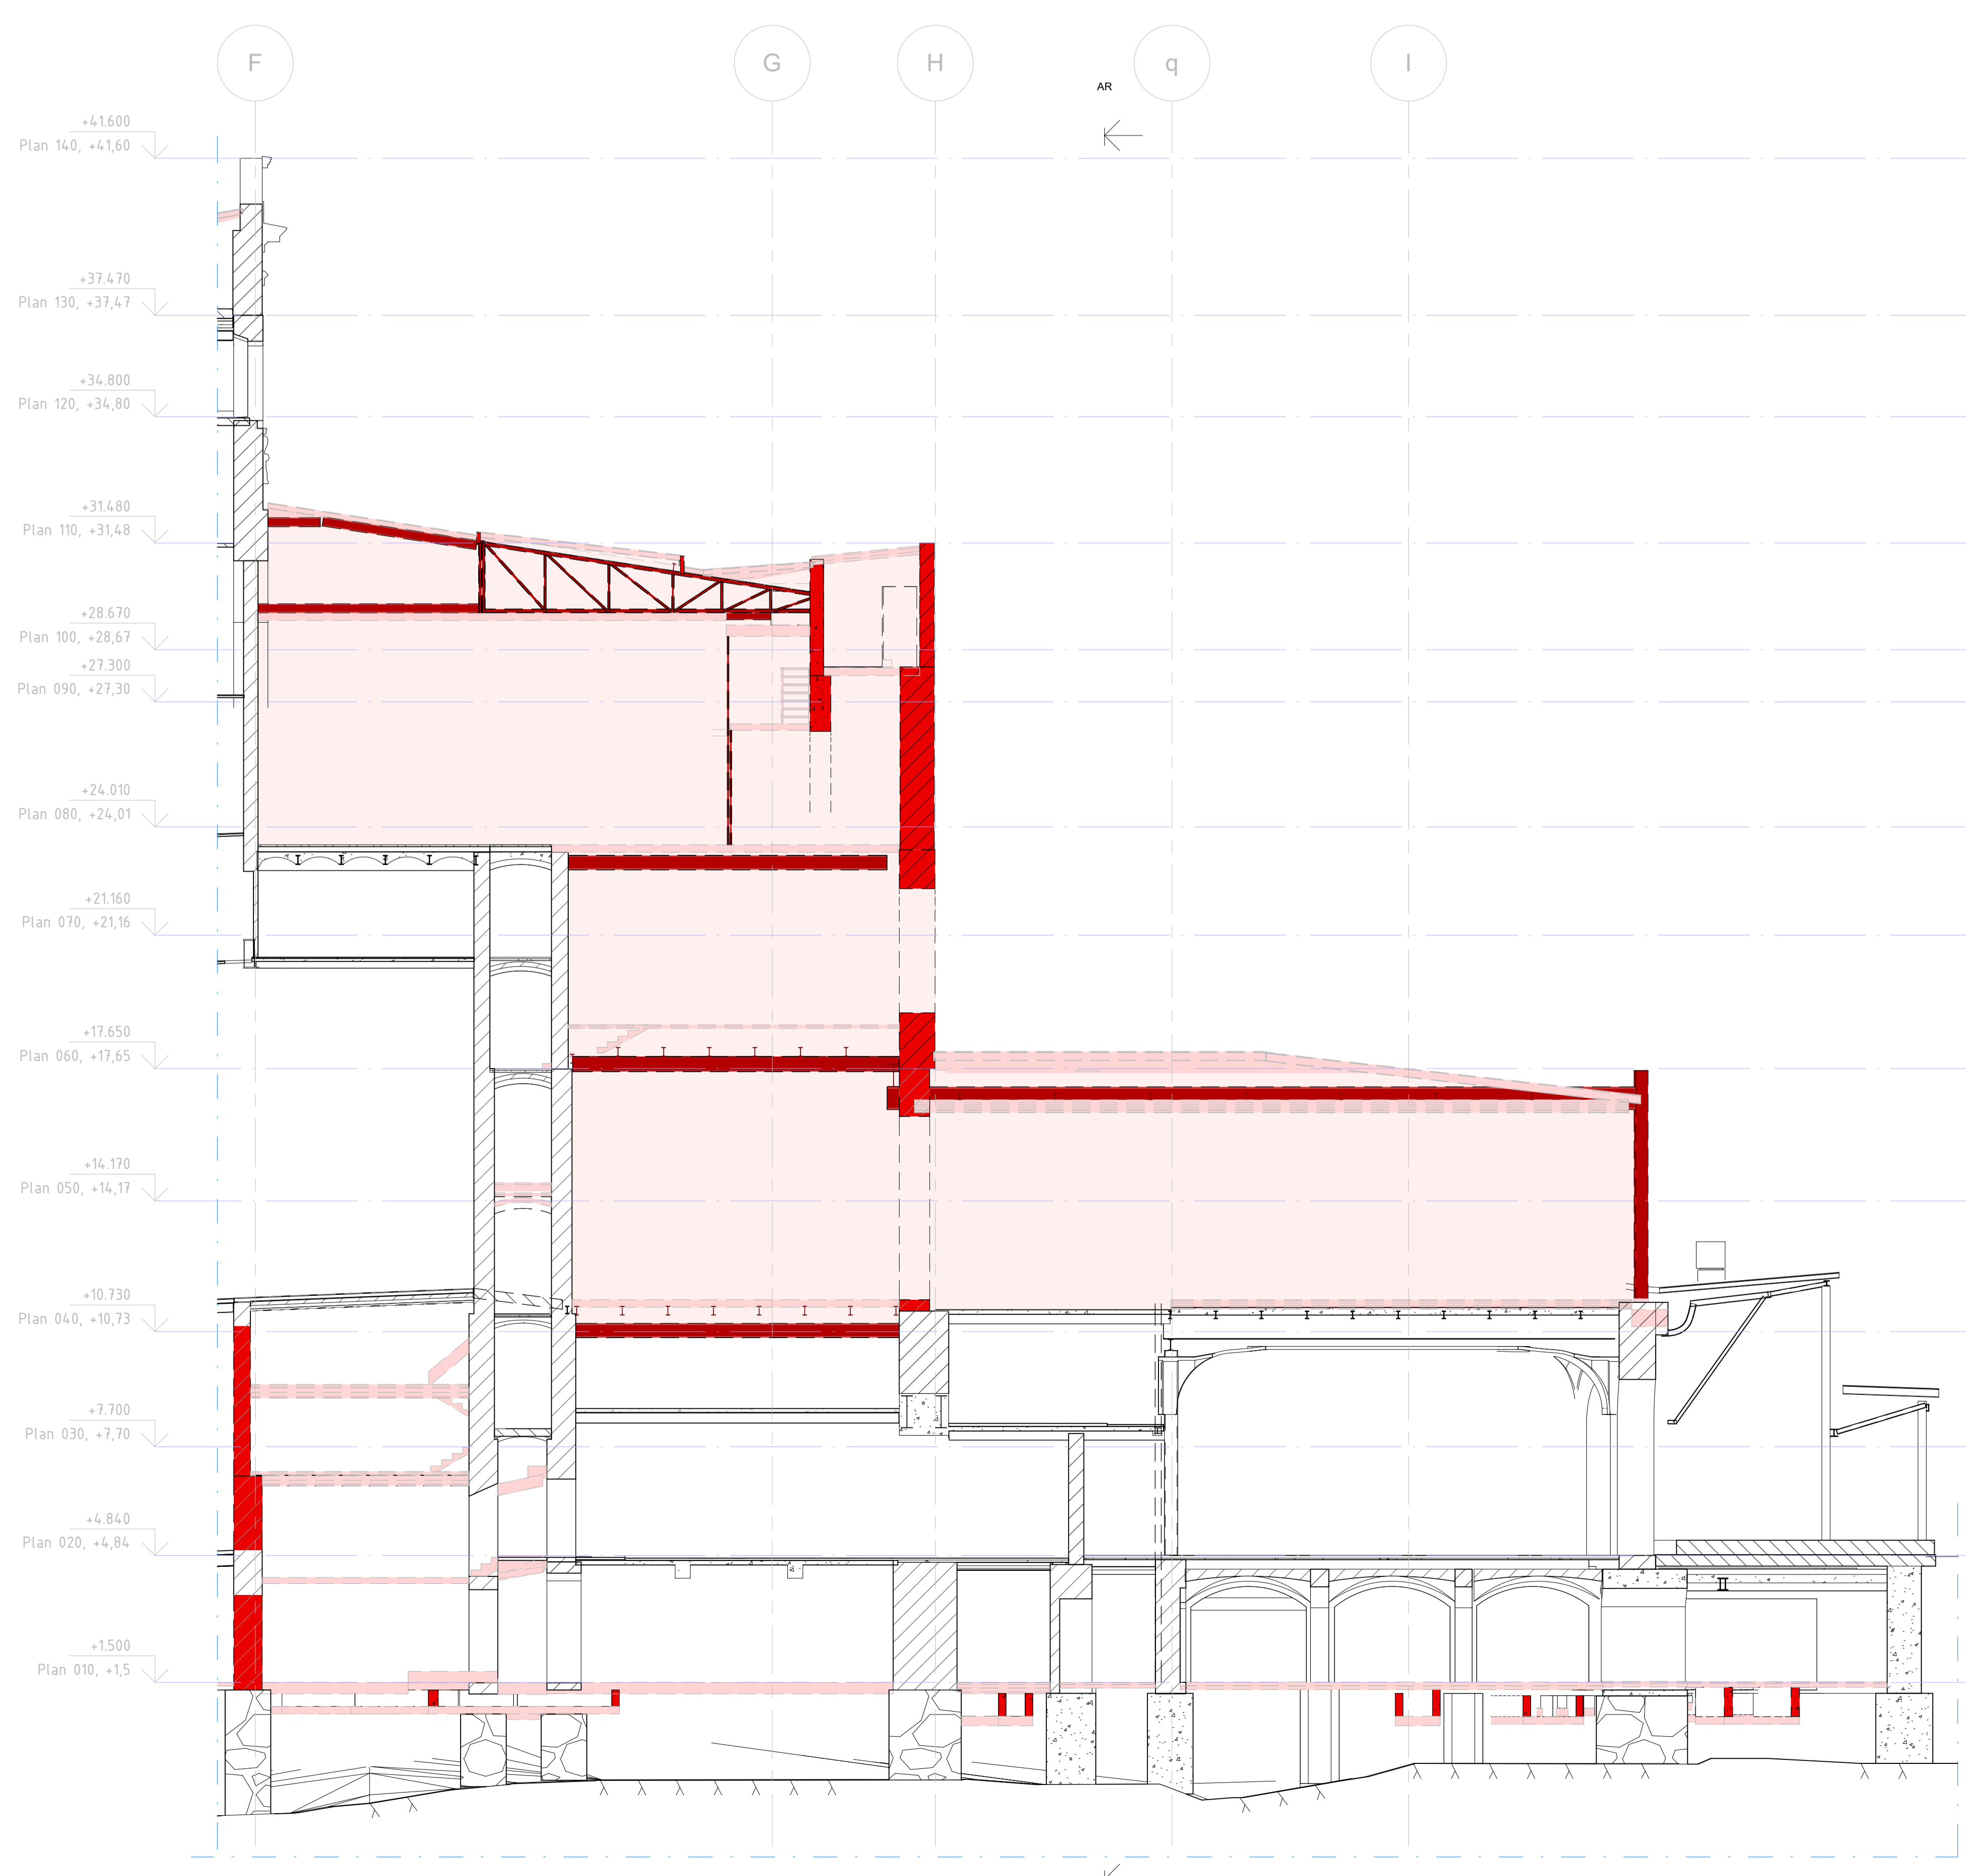 F G H q I
AR
+41.600
Plan 140, +41,60
+37.470
Plan 130, +37,47
+34.800
Plan 120, +34,80
+31.480
Plan 110, +31,48
+28.670
Plan 100, +28,67
+27.300
Plan 090, +27,30
+24.010
Plan 080, +24,01
+21.160
Plan 070, +21,16
+17.650
Plan 060, +17,65
+14.170
Plan 050, +14,17
+10.730
Plan 040, +10,73
+7.700
Plan 030, +7,70
+4.840
Plan 020, +4,84
+1.500
Plan 010, +1,5